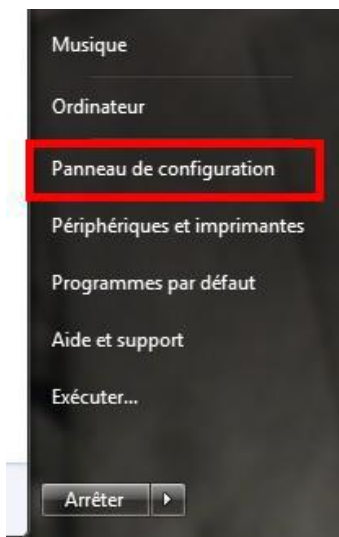 Musique
Ordinateur
Panneau de configuration
Périphériques et imprimantes
Programmes par défaut
Aide et support
Exécuter...
Arrêter